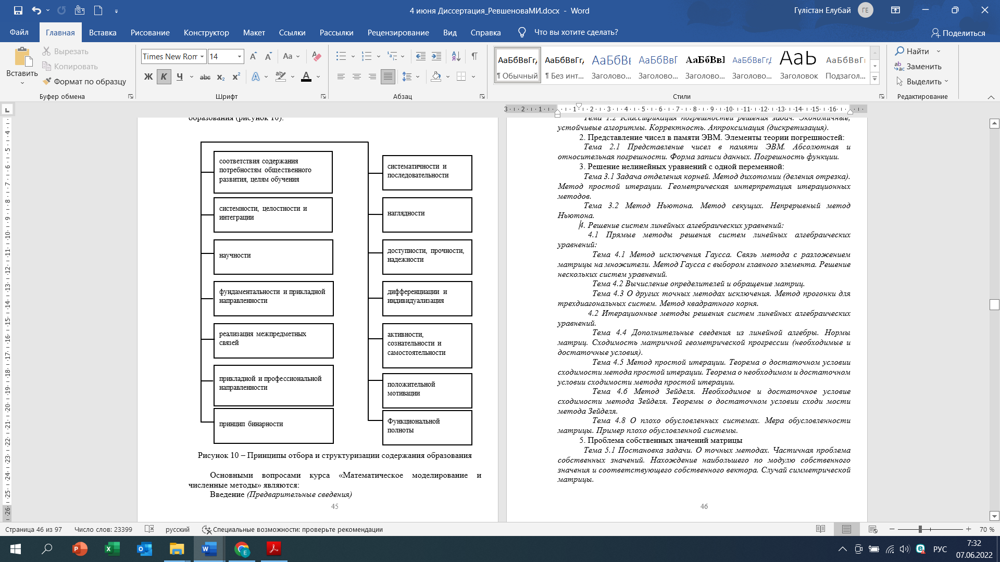 4 июня Диссертация_РевшеноваМИ.docx - Word
Гүлістан Елубай
ГЕ
Файл
Главная
Вставка
Рисование
Конструктор
Макет
Ссылки
Рассылки
Рецензирование
Вид
Справка
Что вы хотите сделать?
Поделиться
Вставить
Вырезать
Копировать
Формат по образцу
Буфер обмена
Times New Rom
14
Шрифт
Абзац
АаБбВвГг,
¶ Обычный
АаБбВвГг,
¶ Без инт...
АаБбВв
Заголово...
АаБбВвГ
Заголово...
АаБбВвІ
Заголово...
АаБбВвГг
Заголово...
АаЬ
Заголовок
АаБбВвГ
Подзагол...
Стили
Найти
Заменить
Выделить
Редактирование
образования (рисунок 10).
соответствия содержания
потребностям общественного
развития, целям обучения
системности, целостности и
интеграции
научности
фундаментальности и прикладной
направленности
реализация межпредметных
связей
прикладной и профессиональной
направленности
принцип бинарности
систематичности и
последовательности
наглядности
доступности, прочности,
надежности
дифференциации и
индивидуализация
активности,
сознательности и
самостоятельности
положительной
мотивации
Функциональной
полноты
Рисунок 10 – Принципы отбора и структуризации содержания образования
Основными вопросами курса «Математическое моделирование и
численные методы» являются:
Введение (Предварительные сведения)
45
Тема 1.2 Классификация погрешностей решения задач. Экономичные,
устойчивые алгоритмы. Корректность. Аппроксимация (дискретизация).
2. Представление чисел в памяти ЭВМ. Элементы теории погрешностей:
Тема 2.1 Представление чисел в памяти ЭВМ. Абсолютная и
относительная погрешности. Форма записи данных. Погрешность функции.
3. Решение нелинейных уравнений с одной переменной:
Тема 3.1 Задача отделения корней. Метод дихотомии (деления отрезка).
Метод простой итерации. Геометрическая интерпретация итерационных
методов.
Тема 3.2 Метод Ньютона. Метод секущих. Непрерывный метод
Ньютона.
4. Решение систем линейных алгебраических уравнений:
4.1 Прямые методы решения систем линейных алгебраических
уравнений:
Тема 4.1 Метод исключения Гаусса. Связь метода с разложением
матрицы на множители. Метод Гаусса с выбором главного элемента. Решение
нескольких систем уравнений.
Тема 4.2 Вычисление определителей и обращение матриц.
Тема 4.3 О других точных методах исключения. Метод прогонки для
трехдиагональных систем. Метод квадратного корня.
4.2 Итерационные методы решения систем линейных алгебраических
уравнений.
Тема 4.4 Дополнительные сведения из линейной алгебры. Нормы
матриц. Сходимость матричной геометрической прогрессии (необходимые и
достаточные условия).
Тема 4.5 Метод простой итерации. Теорема о достаточном условии
сходимости метода простой итерации. Теорема о необходимом и достаточном
условии сходимости метода простой итерации.
Тема 4.6 Метод Зейделя. Необходимое и достаточное условие
сходимости метода Зейделя. Теоремы о достаточном условии сходи мости
метода Зейделя.
Тема 4.8 О плохо обусловленных системах. Мера обусловленности
матрицы. Пример плохо обусловленной системы.
5. Проблема собственных значений матрицы
Тема 5.1 Постановка задачи. О точных методах. Частичная проблема
собственных значений. Нахождение наибольшего по модулю собственного
значения и соответствующего собственного вектора. Случай симметрической
матрицы.
46
Страница 46 из 97
Число слов: 23399
русский
Специальные возможности: проверьте рекомендации
70 %
РУС
7:32
07.06.2022